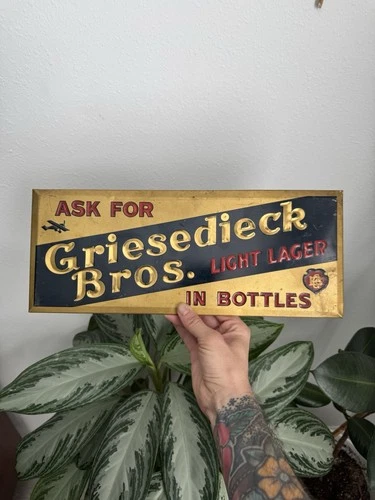 ASK FOR
Griesedieck
Bros. LIGHT LAGER
IN BOTTLES